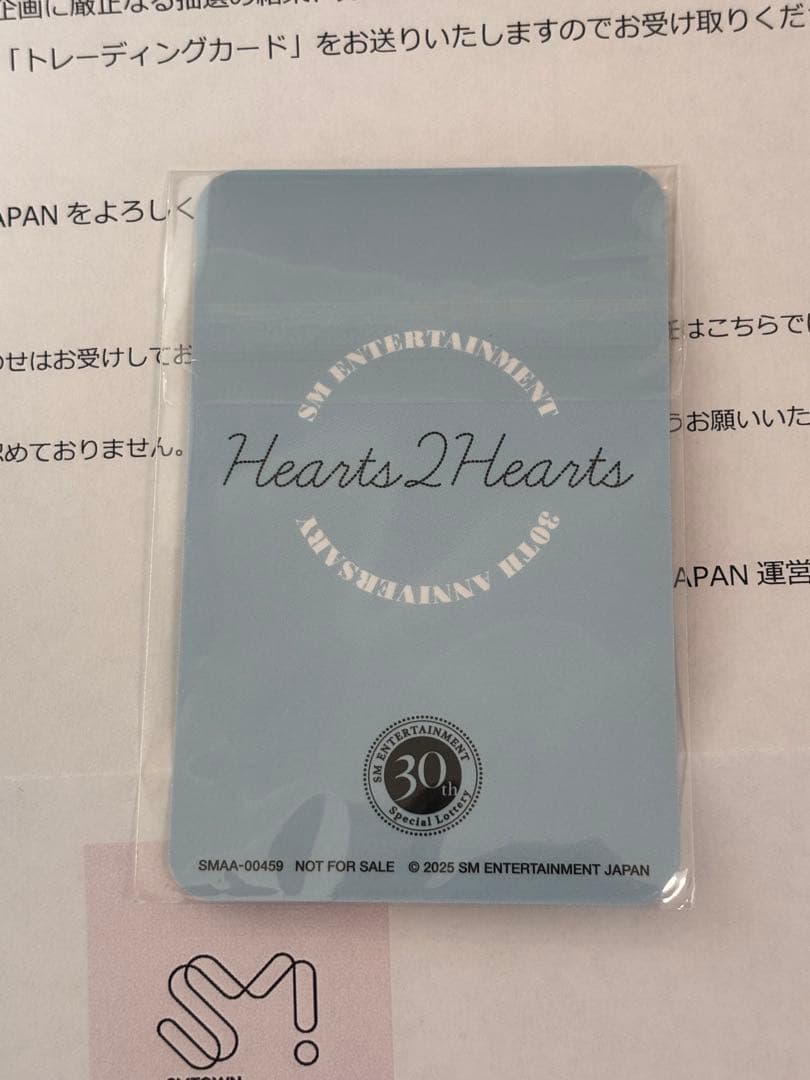 企画に厳正なる抽選の結果、
「トレーディングカード」をお送りいたしますのでお受け取りくだ
APAN をよろしく
わせはお受けしてお
はこちらで
お願いいた
認めておりません。
APAN 運営
SM ENTERTAINMENT
Hearts2Hearts
30TH ANNIVERSARY
SM ENTERTAINMENT
30th
Special Lottery
SMAA-00459 NOT FOR SALE © 2025 SM ENTERTAINMENT JAPAN
SM
SMTOWN